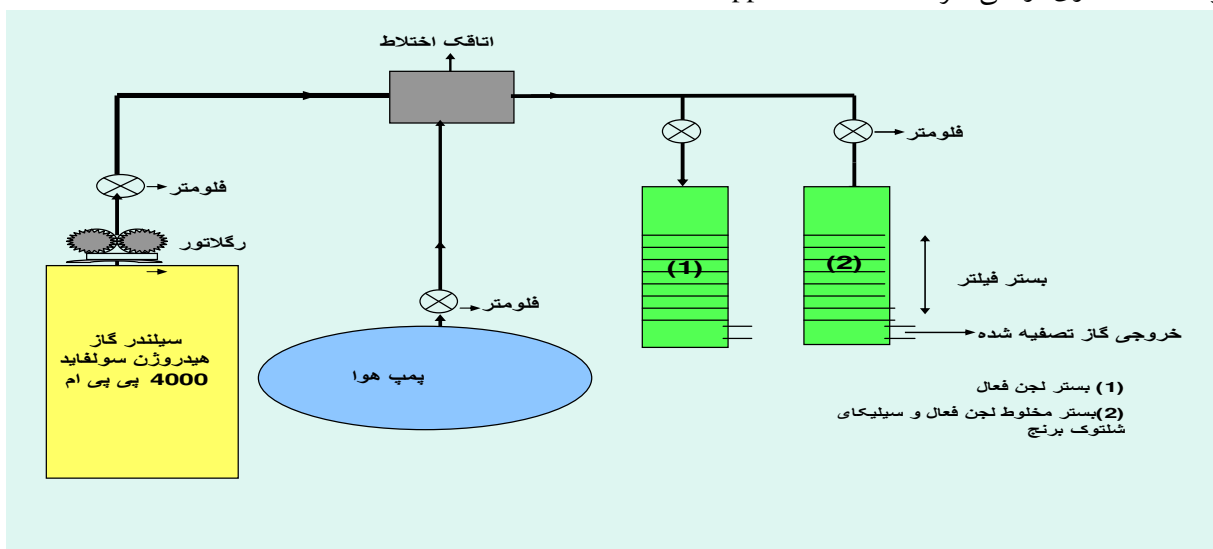 اتاقک اختلاط
فلومتر
فلومتر
رگلاتور
(1)
(2)
بستر فیلتر
فلومتر
خروجی گاز تصفیه شده
سیلندر گاز
هیدروژن سولفاید
4000 پی پی ام
پمپ هوا
(1) بستر لجن فعال
(2)بستر مخلوط لجن فعال و سیلیکای
شلتوک برنج